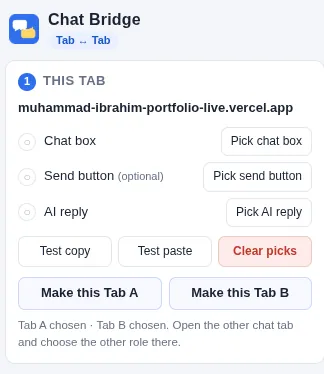 Chat Bridge
Tab ↔ Tab
1 THIS TAB
muhammad-ibrahim-portfolio-live.vercel.app
Chat box Pick chat box
Send button (optional) Pick send button
AI reply Pick AI reply
Test copy Test paste Clear picks
Make this Tab A Make this Tab B
Tab A chosen · Tab B chosen. Open the other chat tab
and choose the other role there.